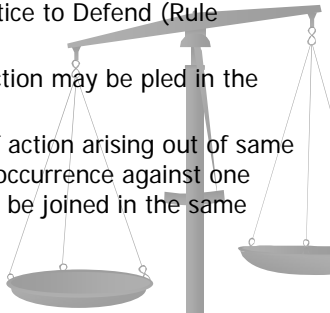 tice to Defend (Rule
ction may be pled in the
action arising out of same
occurrence against one
be joined in the same